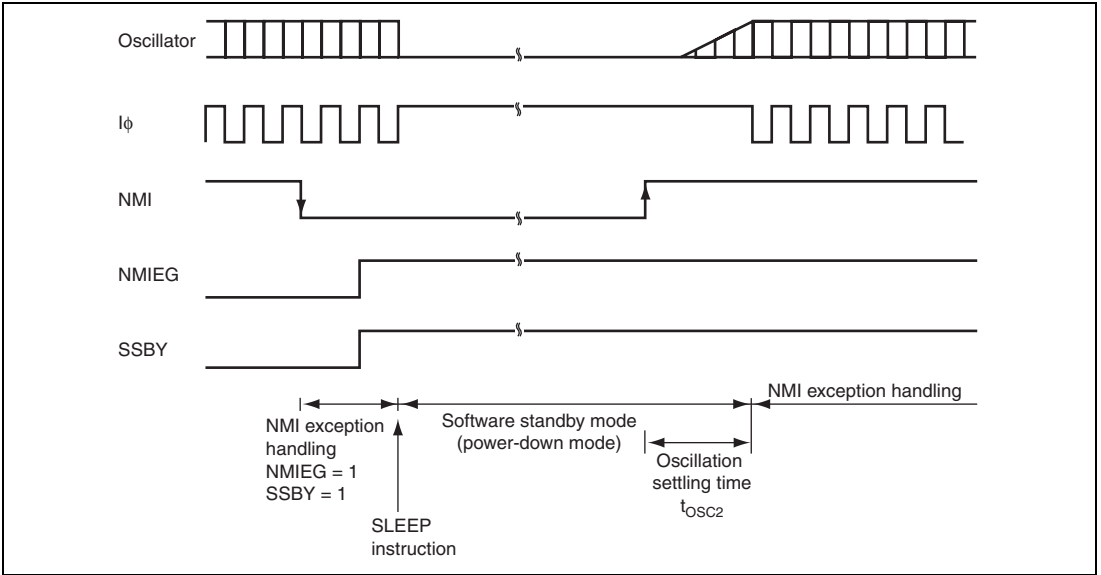 Oscillator
Iϕ
NMI
NMIEG
SSBY
NMI exception
handling
NMIEG = 1
SSBY = 1
SLEEP
instruction
Software standby mode
(power-down mode)
Oscillation
settling time
tOSC2
NMI exception handling